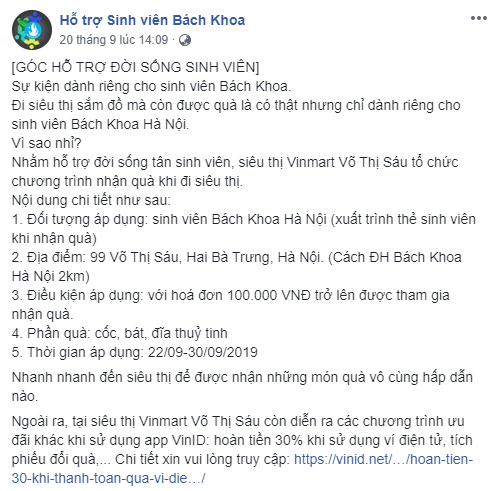 Hỗ trợ Sinh viên Bách Khoa
20 tháng 9 lúc 14:09 ·
[GÓC HỖ TRỢ ĐỜI SỐNG SINH VIÊN]
Sự kiện dành riêng cho sinh viên Bách Khoa.
Đi siêu thị sắm đồ mà còn được quà là có thật nhưng chỉ dành riêng cho
sinh viên Bách Khoa Hà Nội.
Vì sao nhỉ?
Nhằm hỗ trợ đời sống tân sinh viên, siêu thị Vinmart Võ Thị Sáu tổ chức
chương trình nhận quà khi đi siêu thị.
Nội dung chi tiết như sau:
1. Đối tượng áp dụng: sinh viên Bách Khoa Hà Nội (xuất trình thẻ sinh viên
khi nhận quà)
2. Địa điểm: 99 Võ Thị Sáu, Hai Bà Trưng, Hà Nội. (Cách ĐH Bách Khoa
Hà Nội 2km)
3. Điều kiện áp dụng: với hoá đơn 100.000 VNĐ trở lên được tham gia
nhận quà.
4. Phần quà: cốc, bát, đĩa thuỷ tinh
5. Thời gian áp dụng: 22/09-30/09/2019
Nhanh nhanh đến siêu thị để được nhận những món quà vô cùng hấp dẫn
nào.
Ngoài ra, tại siêu thị Vinmart Võ Thị Sáu còn diễn ra các chương trình ưu
đãi khác khi sử dụng app VinID: hoàn tiền 30% khi sử dụng ví điện tử, tích
phiếu đổi quà,... Chi tiết xin vui lòng truy cập: https://vinid.net/…/hoan-tien-
30-khi-thanh-toan-qua-vi-die…/